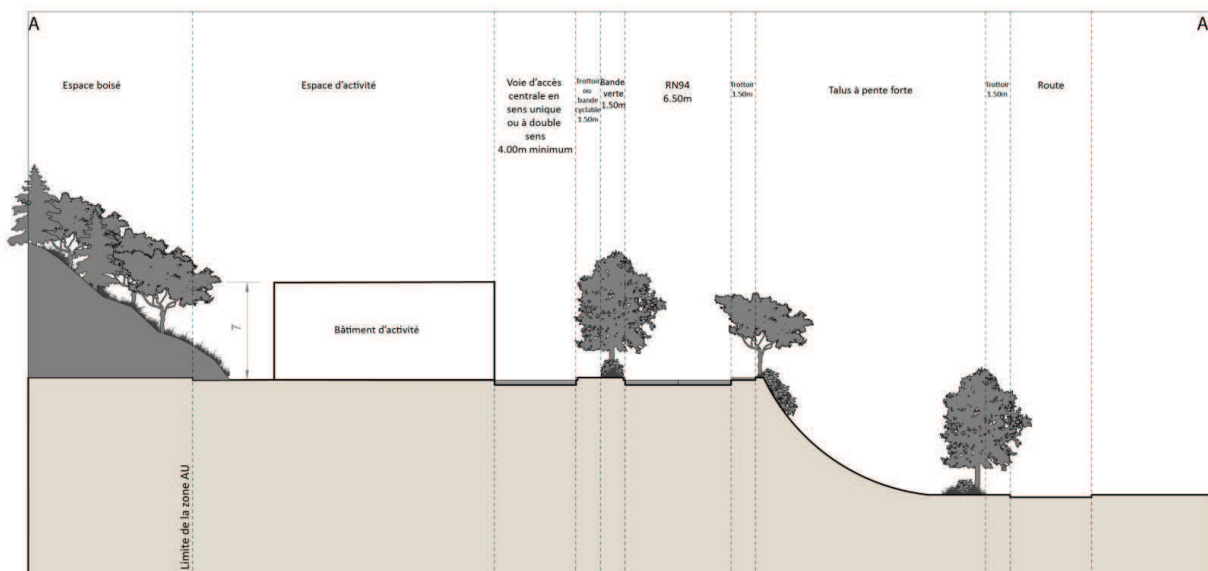 A
A
Espace boisé
Espace d'activité
Voie d'accès
centrale en
sens unique
ou à double
sens
4.00m minimum
Trottoir
ou
bande
cyclable
1.50m
Bande
verte
1.50m
RN94
6.50m
Trottoir
1.50m
Talus à pente forte
Trottoir
1.50m
Route
7
Bâtiment d'activité
Limite de la zone AU